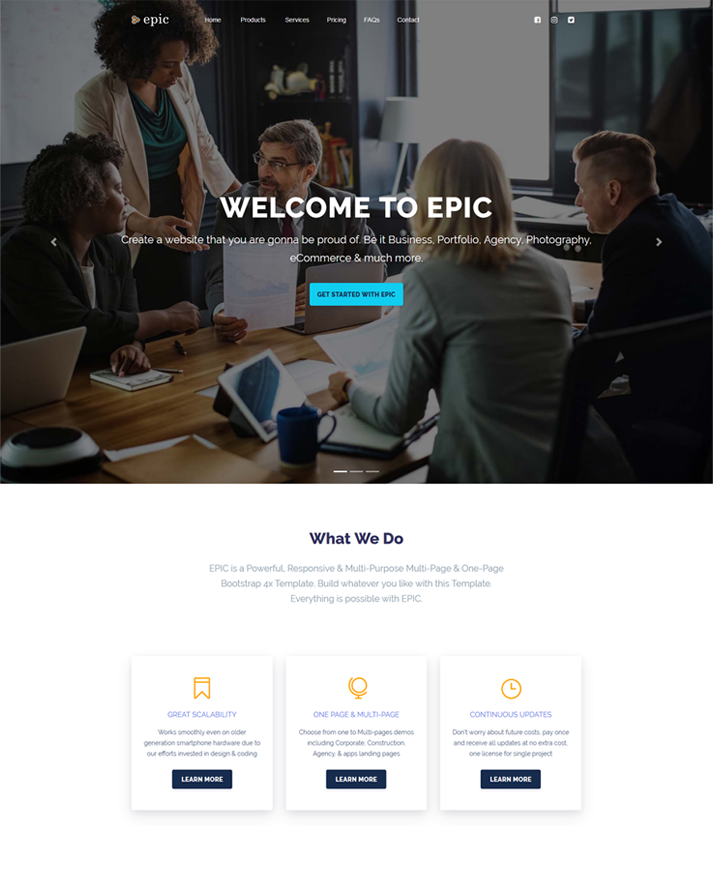 epic
Home
Products
Services
Pricing
FAQs
Contact
WELCOME TO EPIC
Create a website that you are gonna be proud of. Be it Business, Portfolio, Agency, Photography,
eCommerce & much more.
GET STARTED WITH EPIC
What We Do
EPIC is a Powerful, Responsive & Multi-Purpose Multi-Page & One-Page
Bootstrap 4x Template. Build whatever you like with this Template.
Everything is possible with EPIC.
GREAT SCALABILITY
Works smoothly even on older
generation smartphone hardware due to
our efforts invested in design & coding
LEARN MORE
ONE PAGE & MULTI-PAGE
Choose from one to Multi-pages demos
including Corporate, Construction,
Agency, & apps landing pages
LEARN MORE
CONTINUOUS UPDATES
Don't worry about future costs, pay once
and receive all updates at no extra cost,
one license for single project
LEARN MORE